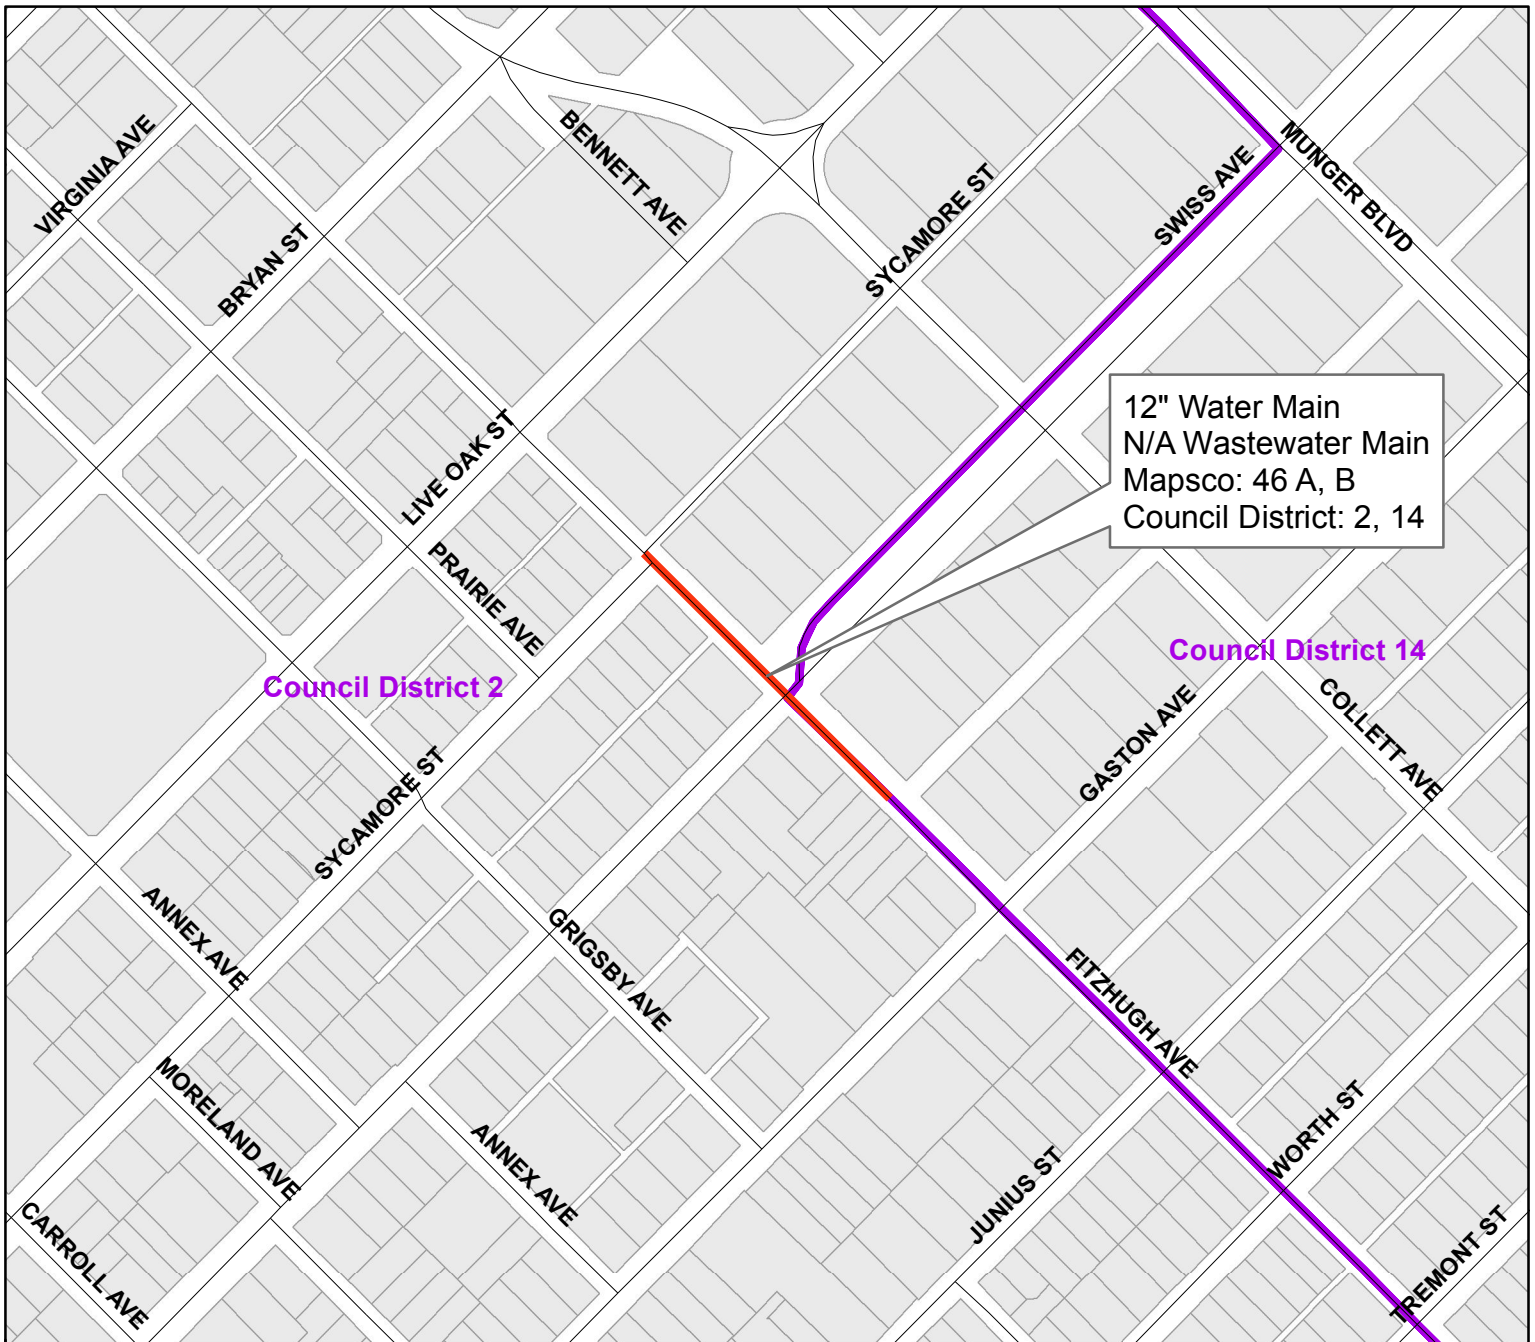 VIRGINIA AVE
BENNETT AVE
MUNGER BLVD
SWISS AVE
SYCAMORE ST
BRYAN ST
LIVE OAK ST
12" Water Main
N/A Wastewater Main
Mapsco: 46 A, B
Council District: 2, 14
PRAIRIE AVE
Council District 14
Council District 2
COLLETT AVE
GASTON AVE
SYCAMORE ST
ANNEX AVE
GRIGSBY AVE
FITZHUGH AVE
MORELAND AVE
ANNEX AVE
WORTH ST
JUNIUS ST
CARROLL AVE
TREMONT ST